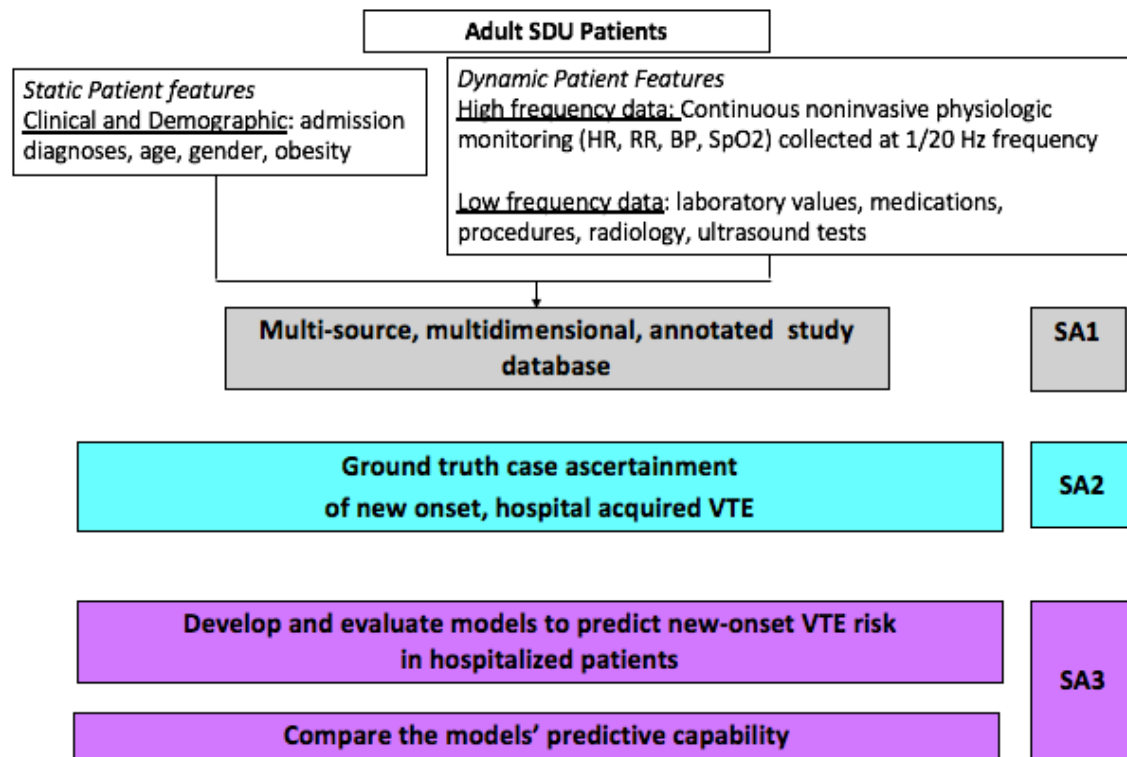 Adult SDU Patients
Static Patient features
Clinical and Demographic: admission
diagnoses, age, gender, obesity
Dynamic Patient Features
High frequency data: Continuous noninvasive physiologic
monitoring (HR, RR, BP, SpO2) collected at 1/20 Hz frequency
Low frequency data: laboratory values, medications,
procedures, radiology, ultrasound tests
Multi-source, multidimensional, annotated study
database
SA1
Ground truth case ascertainment
of new onset, hospital acquired VTE
SA2
Develop and evaluate models to predict new-onset VTE risk
in hospitalized patients
SA3
Compare the models’ predictive capability